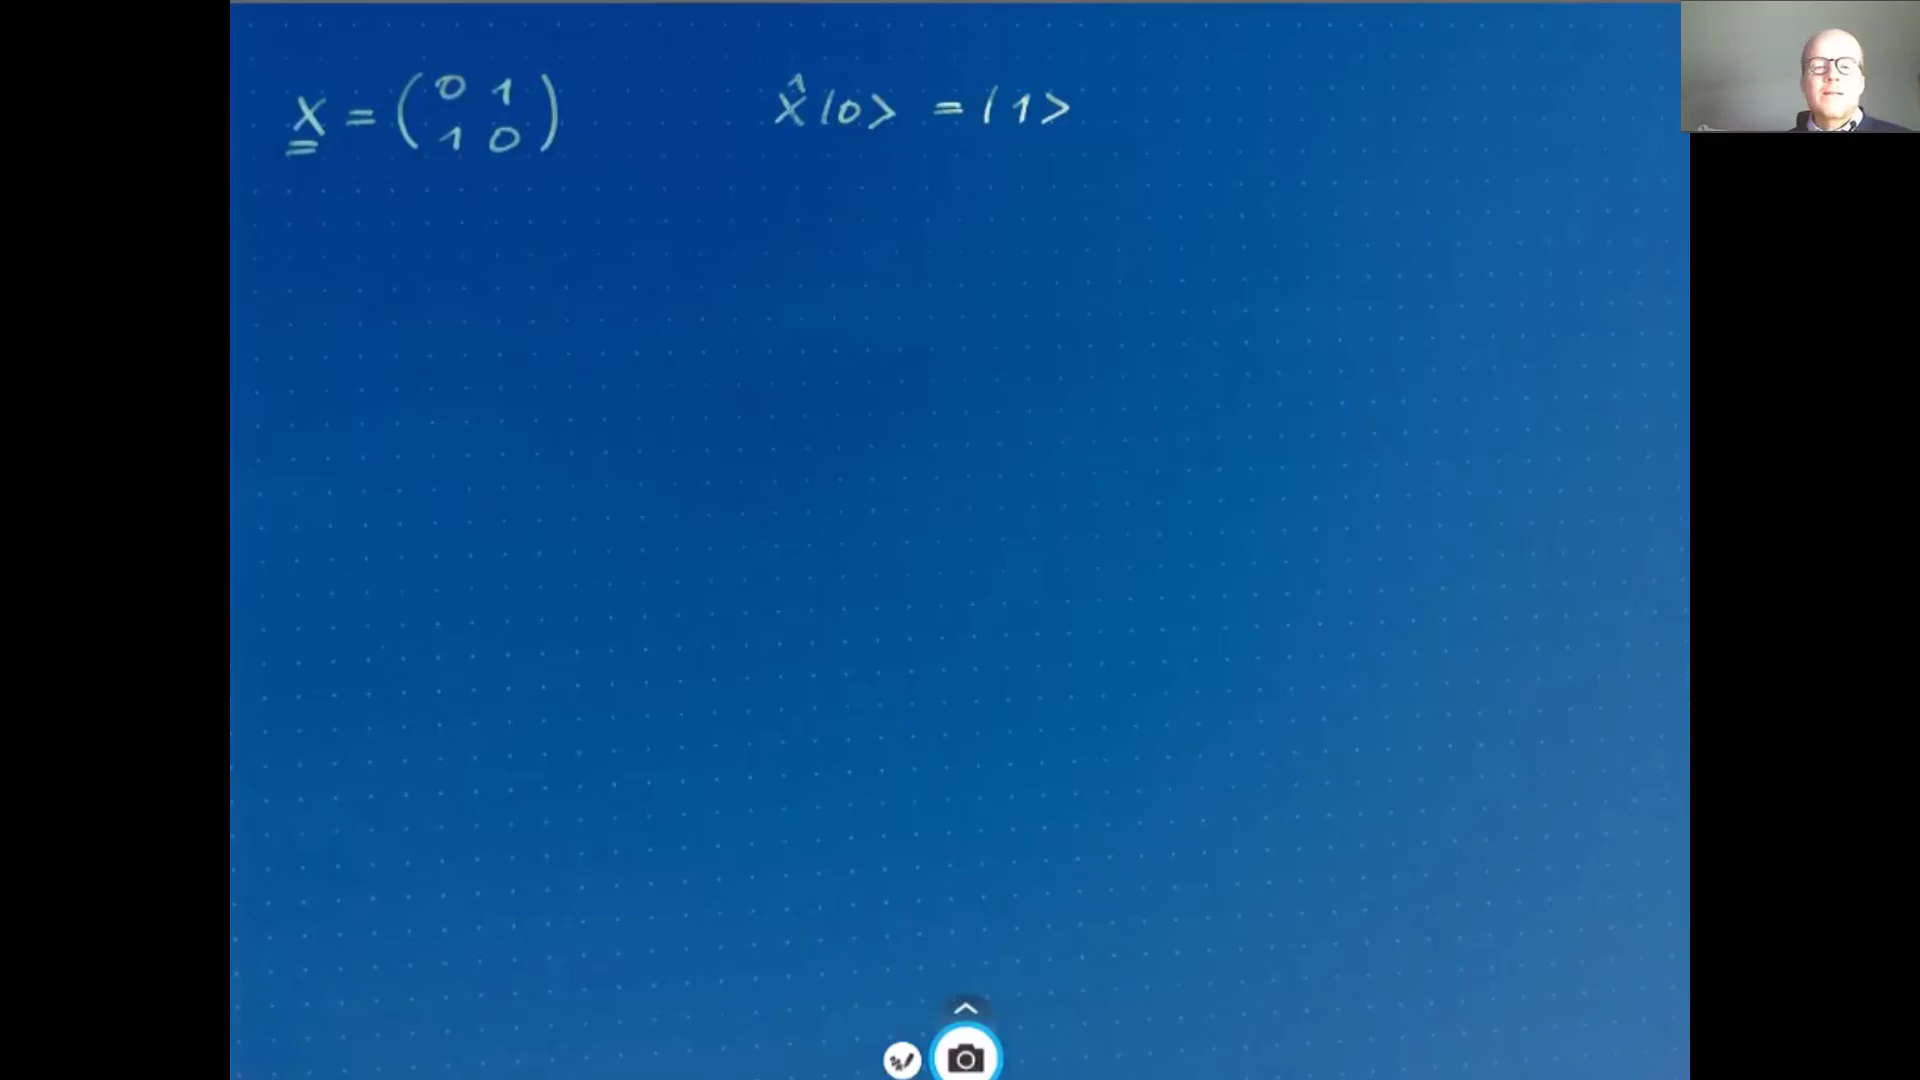 X = ( 0 1 
1 0 )
X̂ |0> = |1>